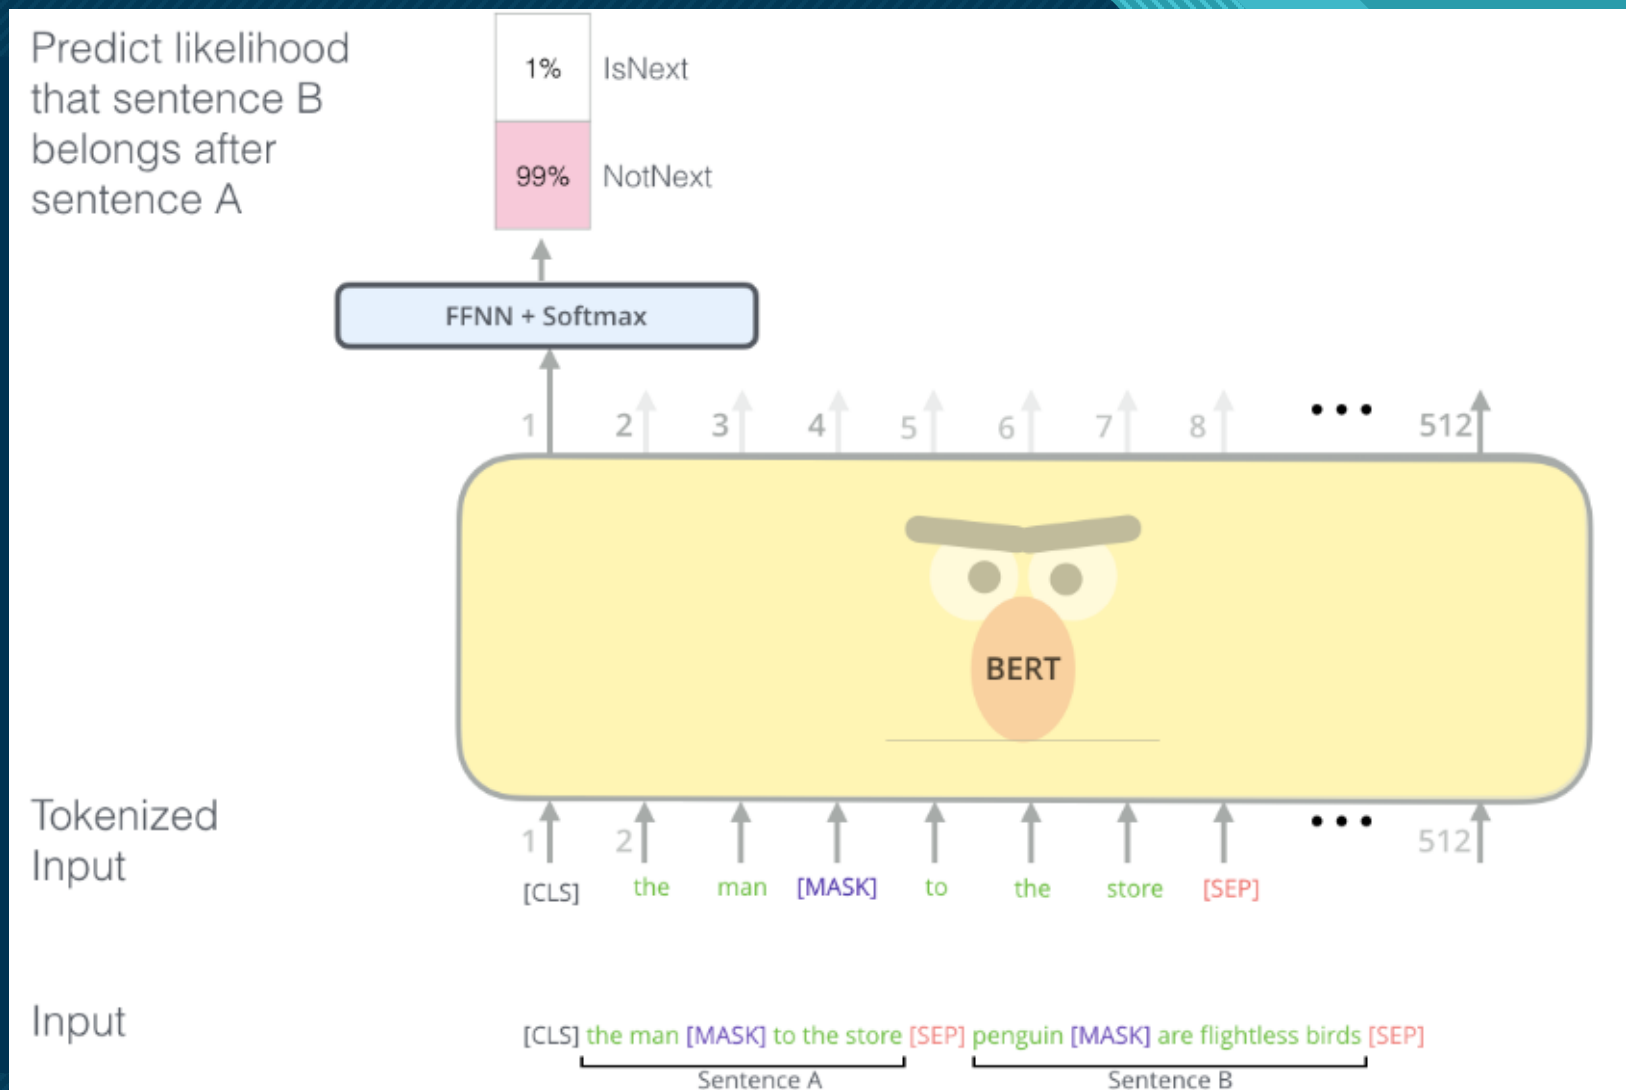 Predict likelihood
that sentence B
belongs after
sentence A
1% IsNext
99% NotNext
FFNN + Softmax
1 2 3 4 5 6 7 8 ••• 512
BERT
Tokenized
Input
1 2 ••• 512
[CLS] the man [MASK] to the store [SEP]
Input
[CLS] the man [MASK] to the store [SEP] penguin [MASK] are flightless birds [SEP]
Sentence A Sentence B